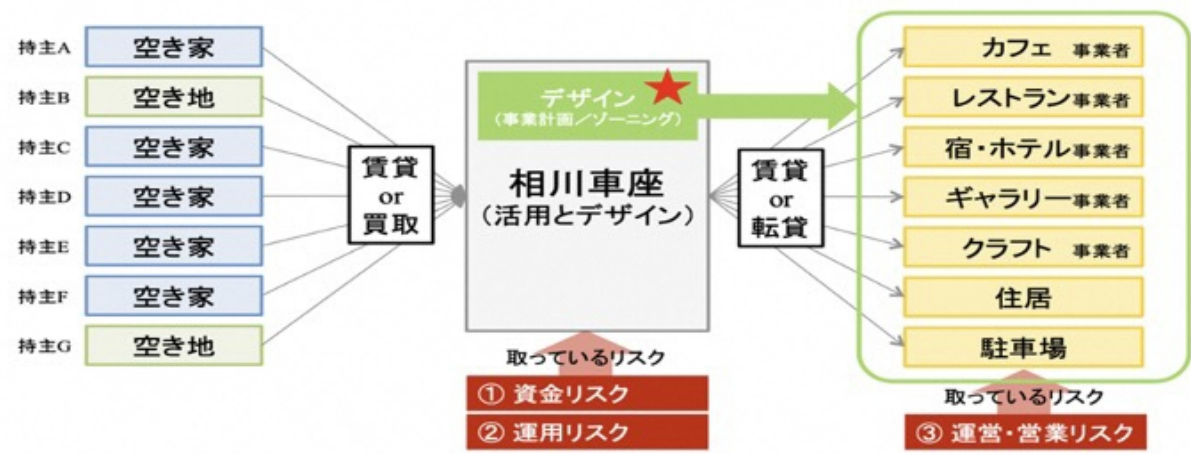 持主A 空き家
持主B 空き地
持主C 空き家
持主D 空き家
持主E 空き家
持主F 空き家
持主G 空き地
賃貸
or
買取
デザイン
（事業計画／ゾーニング）
相川車座
（活用とデザイン）
取っているリスク
① 資金リスク
② 運用リスク
賃貸
or
転貸
カフェ 事業者
レストラン事業者
宿・ホテル事業者
ギャラリー事業者
クラフト 事業者
住居
駐車場
取っているリスク
③ 運営・営業リスク